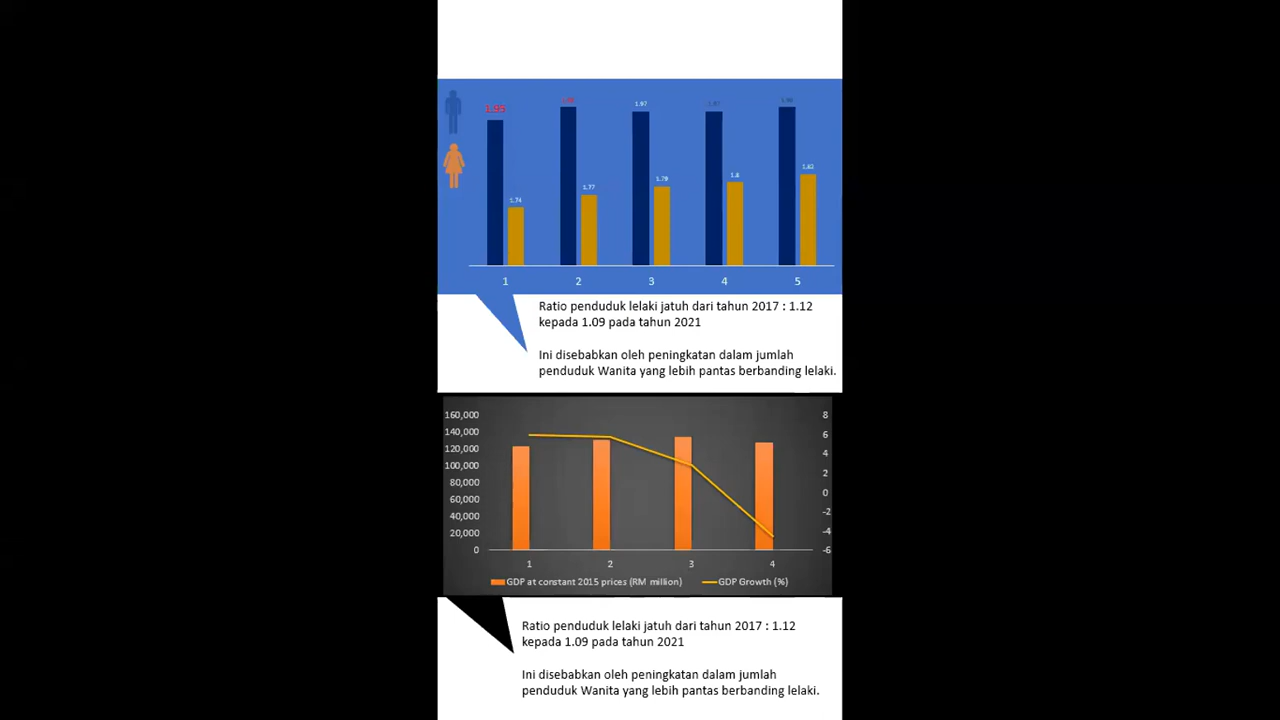 1.95
1.97
1.97
1.98
1.74
1.77
1.79
1.8
1.82
1 2 3 4 5
Ratio penduduk lelaki jatuh dari tahun 2017 : 1.12
kepada 1.09 pada tahun 2021
Ini disebabkan oleh peningkatan dalam jumlah
penduduk Wanita yang lebih pantas berbanding lelaki.
160,000
140,000
120,000
100,000
80,000
60,000
40,000
20,000
0
8
6
4
2
0
-2
-4
-6
1 2 3 4
GDP at constant 2015 prices (RM million) GDP Growth (%)
Ratio penduduk lelaki jatuh dari tahun 2017 : 1.12
kepada 1.09 pada tahun 2021
Ini disebabkan oleh peningkatan dalam jumlah
penduduk Wanita yang lebih pantas berbanding lelaki.